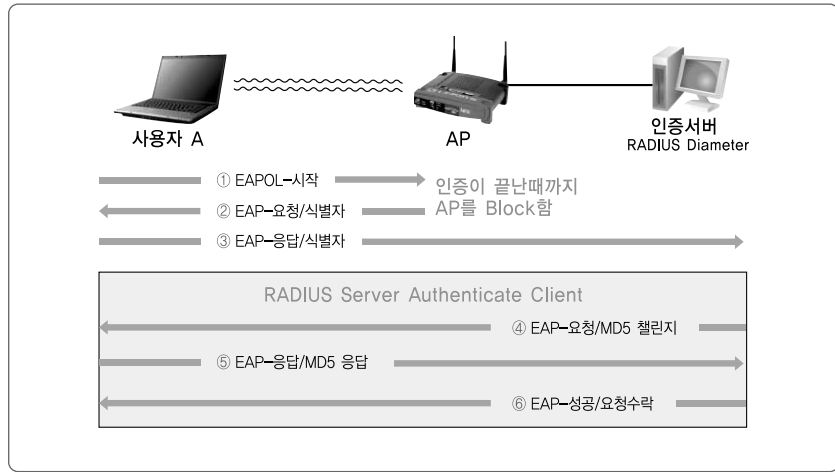 사용자 A
AP
인증서버
RADIUS Diameter
① EAPOL-시작
인증이 끝난때까지
AP를 Block함
② EAP-요청/식별자
③ EAP-응답/식별자
RADIUS Server Authenticate Client
④ EAP-요청/MD5 챌린지
⑤ EAP-응답/MD5 응답
⑥ EAP-성공/요청수락